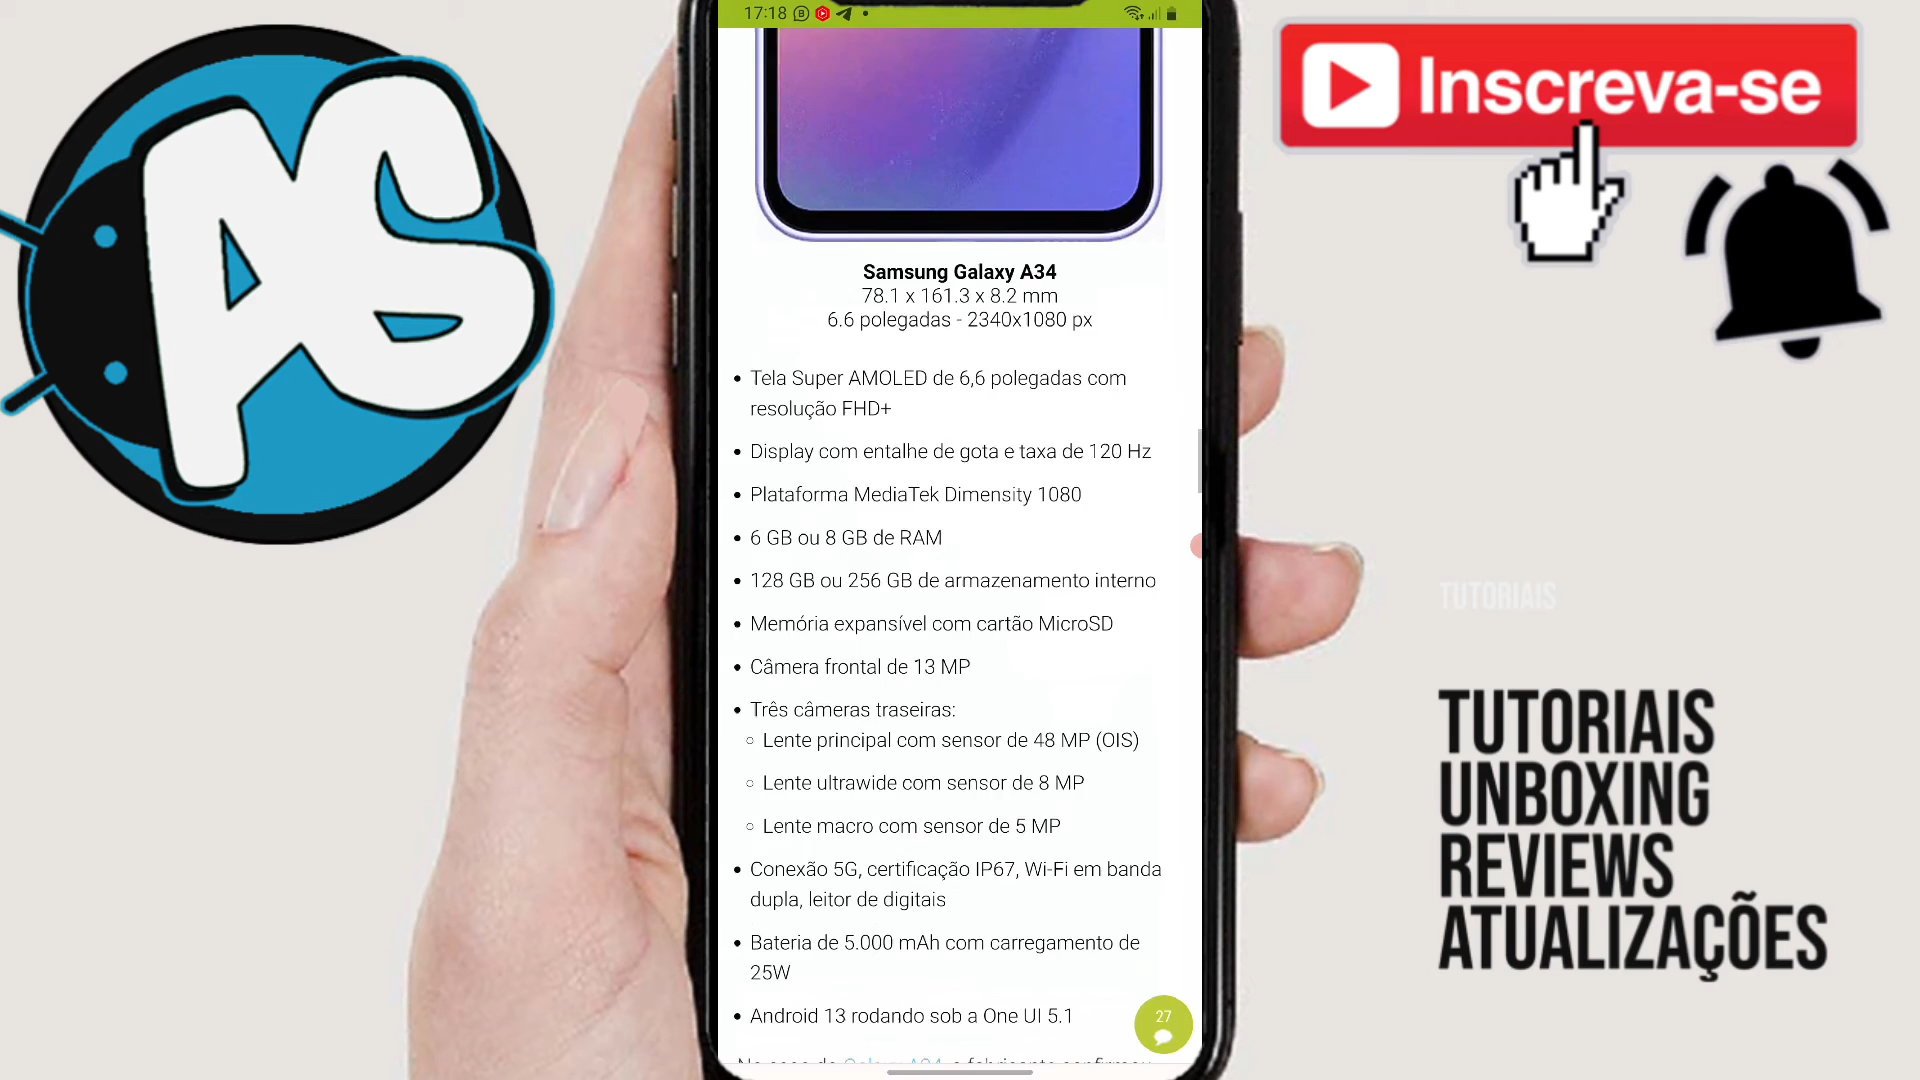 AS
17:18
Inscreva-se
Samsung Galaxy A34
78.1 x 161.3 x 8.2 mm
6.6 polegadas - 2340x1080 px
• Tela Super AMOLED de 6,6 polegadas com
resolução FHD+
• Display com entalhe de gota e taxa de 120 Hz
• Plataforma MediaTek Dimensity 1080
• 6 GB ou 8 GB de RAM
• 128 GB ou 256 GB de armazenamento interno
• Memória expansível com cartão MicroSD
• Câmera frontal de 13 MP
• Três câmeras traseiras:
○ Lente principal com sensor de 48 MP (OIS)
○ Lente ultrawide com sensor de 8 MP
○ Lente macro com sensor de 5 MP
• Conexão 5G, certificação IP67, Wi-Fi em banda
dupla, leitor de digitais
• Bateria de 5.000 mAh com carregamento de
25W
• Android 13 rodando sob a One UI 5.1
27
TUTORIAIS
TUTORIAIS
UNBOXING
REVIEWS
ATUALIZAÇÕES